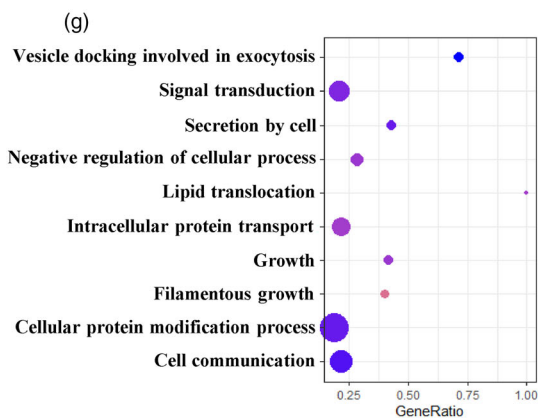 (g)
Vesicle docking involved in exocytosis
Signal transduction
Secretion by cell
Negative regulation of cellular process
Lipid translocation
Intracellular protein transport
Growth
Filamentous growth
Cellular protein modification process
Cell communication
0.25 0.50 0.75 1.00
GeneRatio